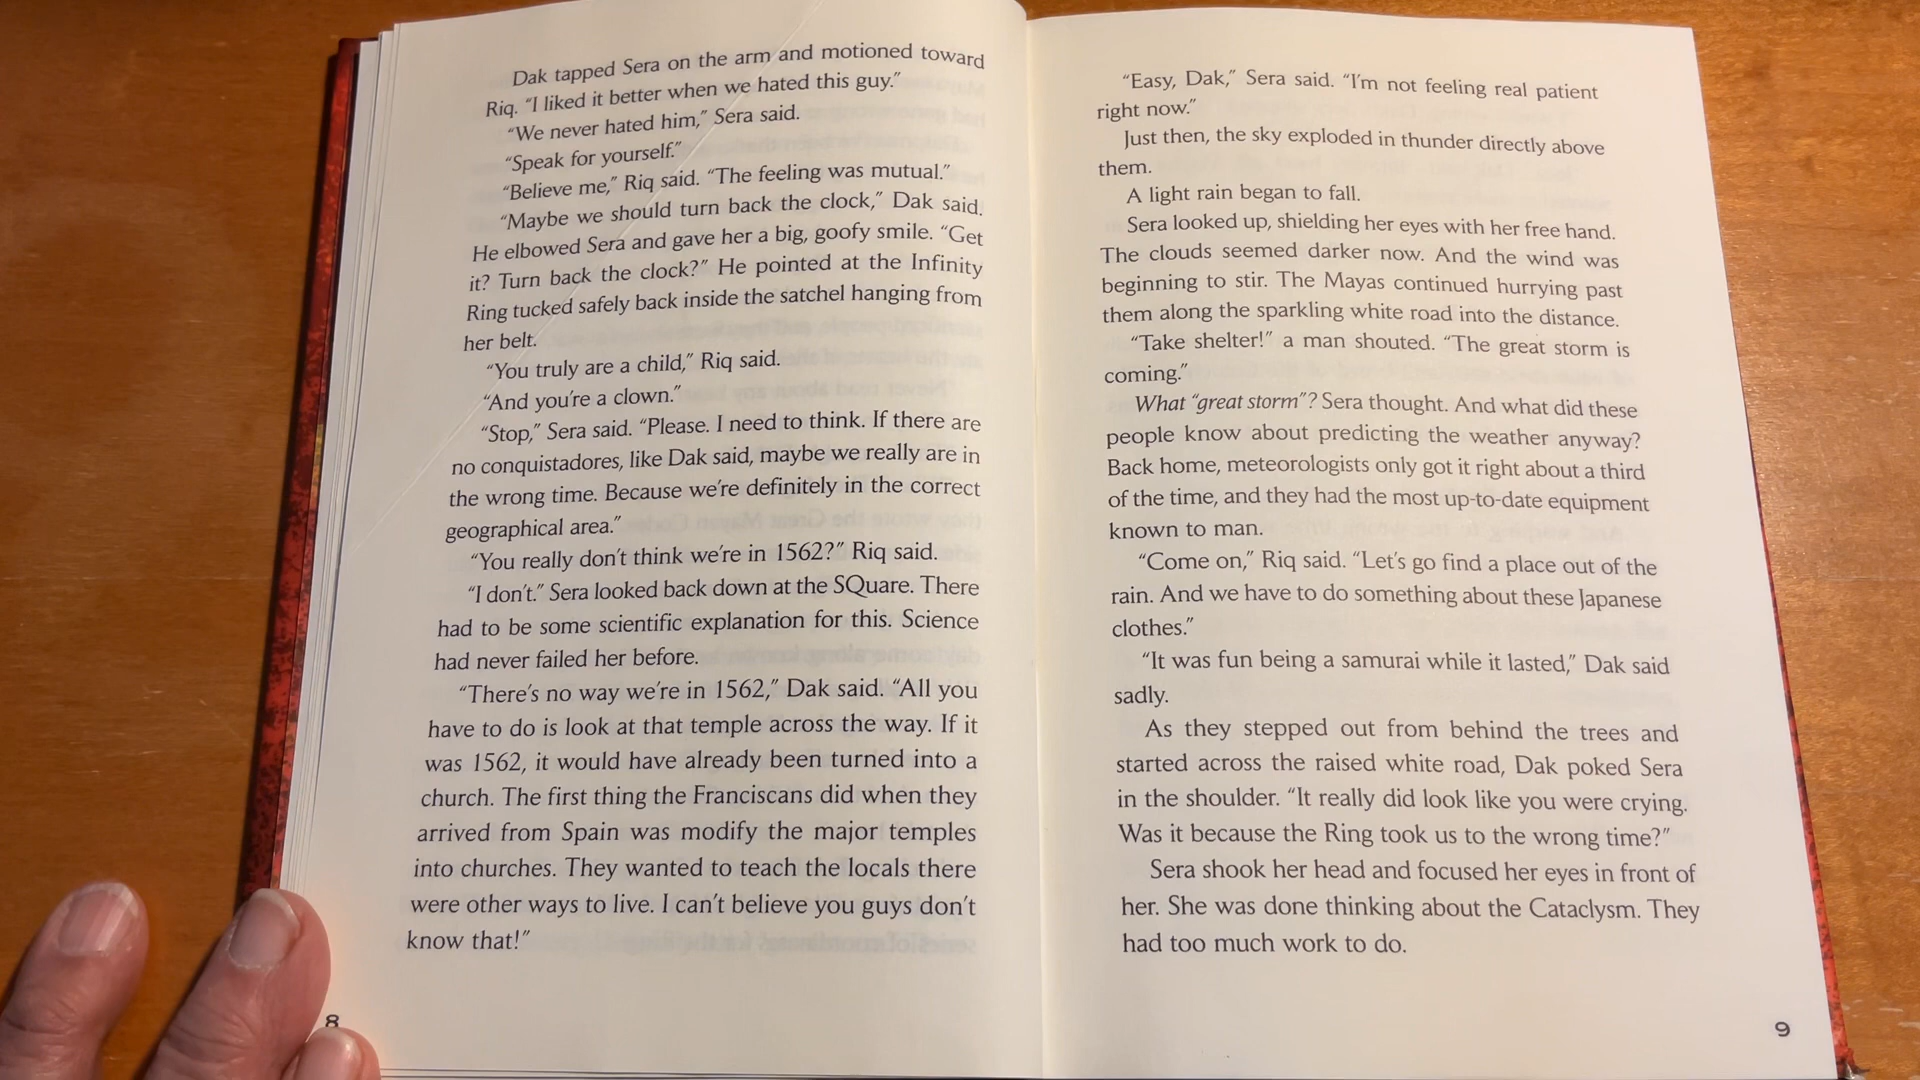 Dak tapped Sera on the arm and motioned toward
Riq. “I liked it better when we hated this guy.”
“We never hated him,” Sera said.
“Speak for yourself.”
“Believe me,” Riq said. “The feeling was mutual.”
“Maybe we should turn back the clock,” Dak said.
He elbowed Sera and gave her a big, goofy smile. “Get
it? Turn back the clock?” He pointed at the Infinity
Ring tucked safely back inside the satchel hanging from
her belt.
“You truly are a child,” Riq said.
“And you’re a clown.”
“Stop,” Sera said. “Please. I need to think. If there are
no conquistadores, like Dak said, maybe we really are in
the wrong time. Because we’re definitely in the correct
geographical area.”
“You really don’t think we’re in 1562?” Riq said.
“I don’t.” Sera looked back down at the SQuare. There
had to be some scientific explanation for this. Science
had never failed her before.
“There’s no way we’re in 1562,” Dak said. “All you
have to do is look at that temple across the way. If it
was 1562, it would have already been turned into a
church. The first thing the Franciscans did when they
arrived from Spain was modify the major temples
into churches. They wanted to teach the locals there
were other ways to live. I can’t believe you guys don’t
know that!”
8
“Easy, Dak,” Sera said. “I’m not feeling real patient
right now.”
Just then, the sky exploded in thunder directly above
them.
A light rain began to fall.
Sera looked up, shielding her eyes with her free hand.
The clouds seemed darker now. And the wind was
beginning to stir. The Mayas continued hurrying past
them along the sparkling white road into the distance.
“Take shelter!” a man shouted. “The great storm is
coming.”
What “great storm”? Sera thought. And what did these
people know about predicting the weather anyway?
Back home, meteorologists only got it right about a third
of the time, and they had the most up-to-date equipment
known to man.
“Come on,” Riq said. “Let’s go find a place out of the
rain. And we have to do something about these Japanese
clothes.”
“It was fun being a samurai while it lasted,” Dak said
sadly.
As they stepped out from behind the trees and
started across the raised white road, Dak poked Sera
in the shoulder. “It really did look like you were crying.
Was it because the Ring took us to the wrong time?”
Sera shook her head and focused her eyes in front of
her. She was done thinking about the Cataclysm. They
had too much work to do.
9